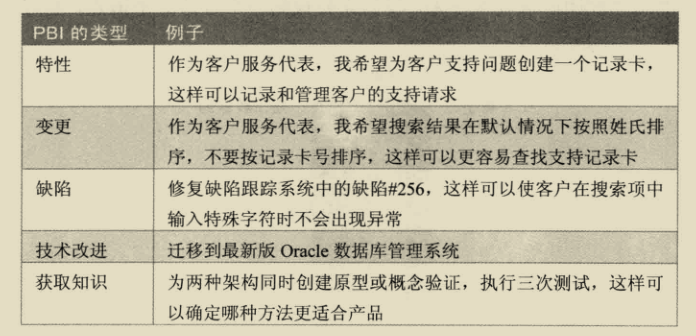 PBI 的类型 例子
特性 作为客户服务代表，我希望为客户支持问题创建一个记录卡，
这样可以记录和管理客户的支持请求
变更 作为客户服务代表，我希望搜索结果在默认情况下按照姓氏排
序，不要按记录卡号排序，这样可以更容易查找支持记录卡
缺陷 修复缺陷跟踪系统中的缺陷#256，这样可以使客户在搜索项中
输入特殊字符时不会出现异常
技术改进 迁移到最新版 Oracle 数据库管理系统
获取知识 为两种架构同时创建原型或概念验证，执行三次测试，这样可
以确定哪种方法更适合产品